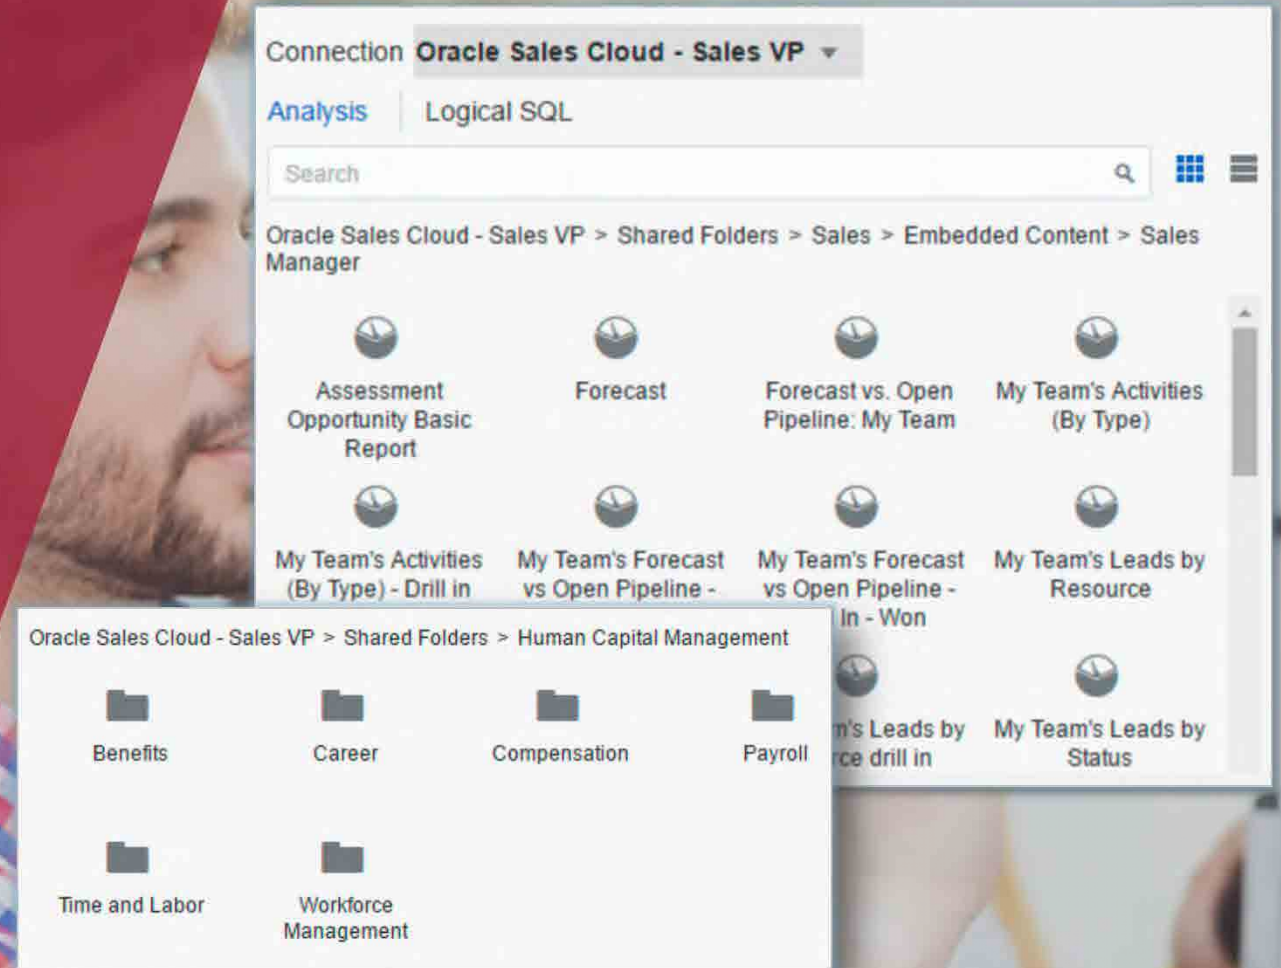 Connection Oracle Sales Cloud - Sales VP
Analysis Logical SQL
Search
Oracle Sales Cloud - Sales VP > Shared Folders > Sales > Embedded Content > Sales
Manager
Assessment
Opportunity Basic
Report
Forecast
Forecast vs. Open
Pipeline: My Team
My Team's Activities
(By Type)
My Team's Activities
(By Type) - Drill in
My Team's Forecast
vs Open Pipeline -
My Team's Forecast
vs Open Pipeline -
In - Won
My Team's Leads by
Resource
's Leads by
drill in
My Team's Leads by
Status
Oracle Sales Cloud - Sales VP > Shared Folders > Human Capital Management
Benefits
Career
Compensation
Payroll
Time and Labor
Workforce
Management